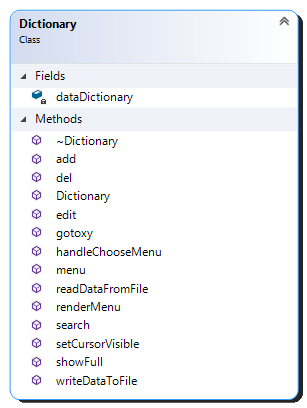 Dictionary
Class
Fields
dataDictionary
Methods
~Dictionary
add
del
Dictionary
edit
gotoxy
handleChooseMenu
menu
readDataFromFile
renderMenu
search
setCursorVisible
showFull
writeDataToFile